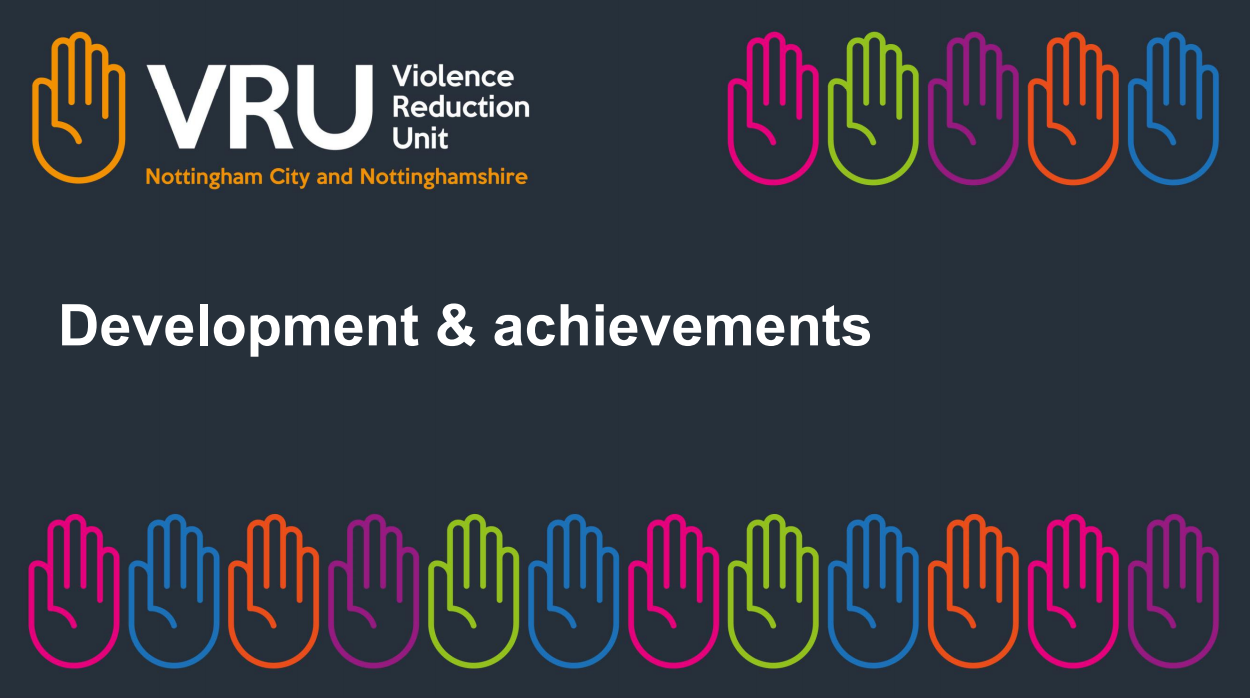 VRU
Violence
Reduction
Unit
Nottingham City and Nottinghamshire
Development & achievements